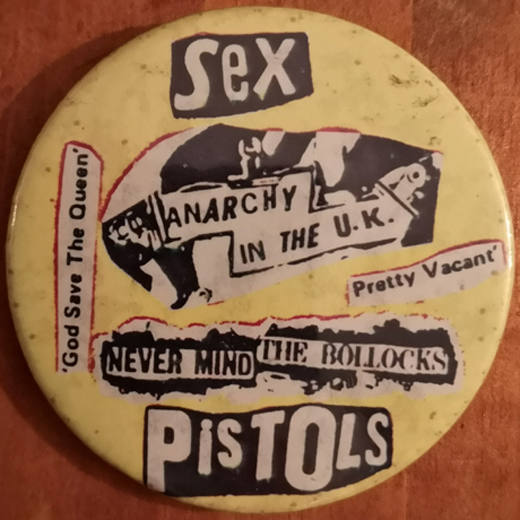 SeX
ANARCHY
IN THE U.K.
'God Save The Queen'
Pretty Vacant'
NEVER MIND THE BOLLOCKS
PiSTOLS